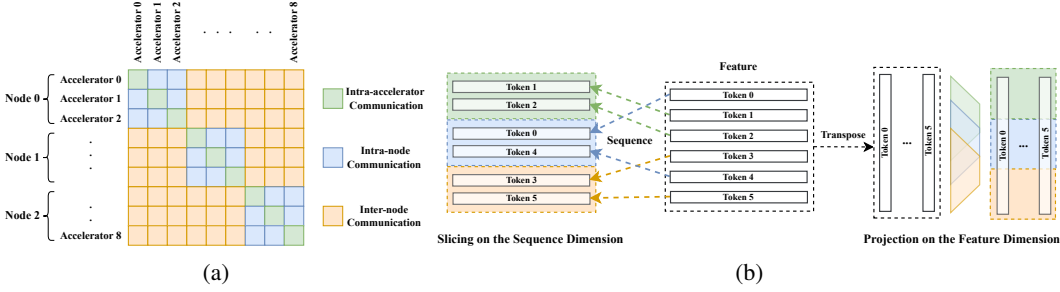 Accelerator 0
Accelerator 1
Accelerator 2
. . .
. .
Accelerator 8
Node 0
Accelerator 0
Accelerator 1
Accelerator 2
Node 1
.
.
.
Node 2
.
.
Accelerator 8
Intra-accelerator
Communication
Intra-node
Communication
Inter-node
Communication
(a)
Token 1
Token 2
Token 0
Token 4
Token 3
Token 5
Slicing on the Sequence Dimension
Sequence
Feature
Token 0
Token 1
Token 2
Token 3
Token 4
Token 5
Transpose
Token 0
...
Token 5
Token 0
...
Token 5
Projection on the Feature Dimension
(b)